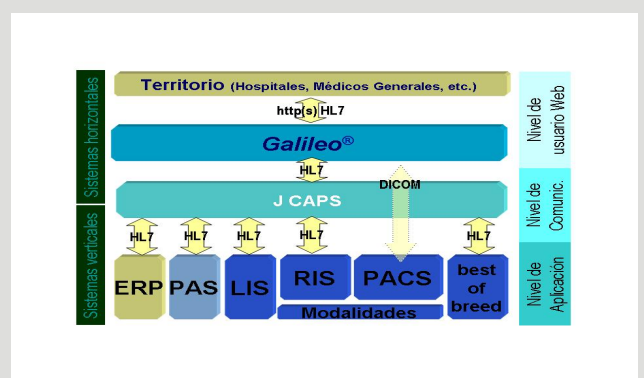 Territorio (Hospitales, Médicos Generales, etc.)
http(s) HL7
Galileo®
HL7
DICOM
J CAPS
HL7
HL7
HL7
HL7
HL7
ERP
PAS
LIS
RIS
PACS
best
of
breed
Modalidades
Sistemas horizontales
Sistemas verticales
Nivel de
usuario Web
Nivel de
Comunic.
Nivel de
Aplicación